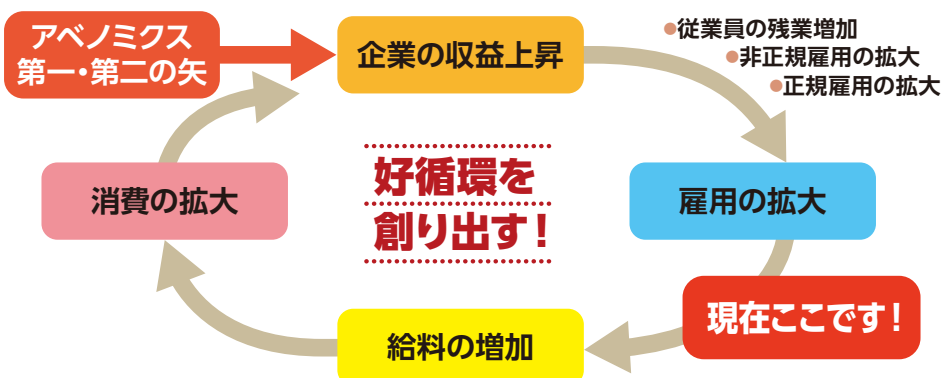 アベノミクス
第一・第二の矢
企業の収益上昇
●従業員の残業増加
●非正規雇用の拡大
●正規雇用の拡大
消費の拡大
好循環を
創り出す！
雇用の拡大
現在ここです！
給料の増加